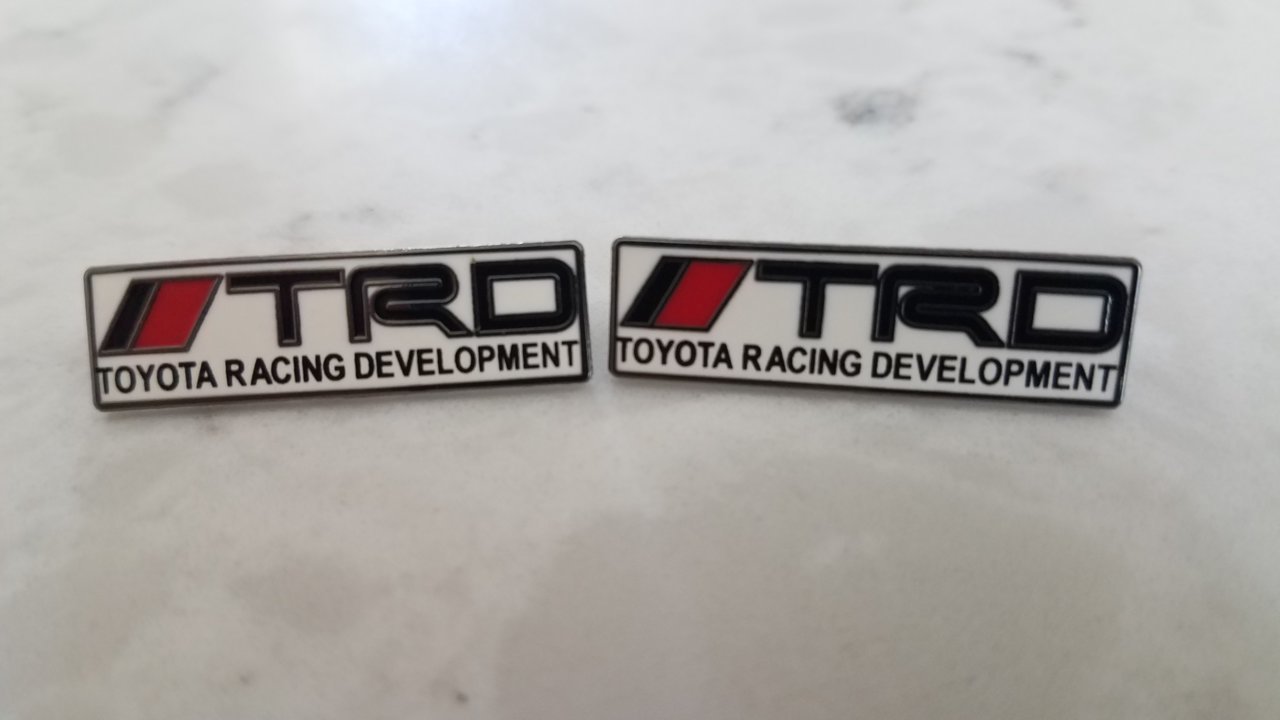 TRD
TOYOTA RACING DEVELOPMENT
TRD
TOYOTA RACING DEVELOPMENT